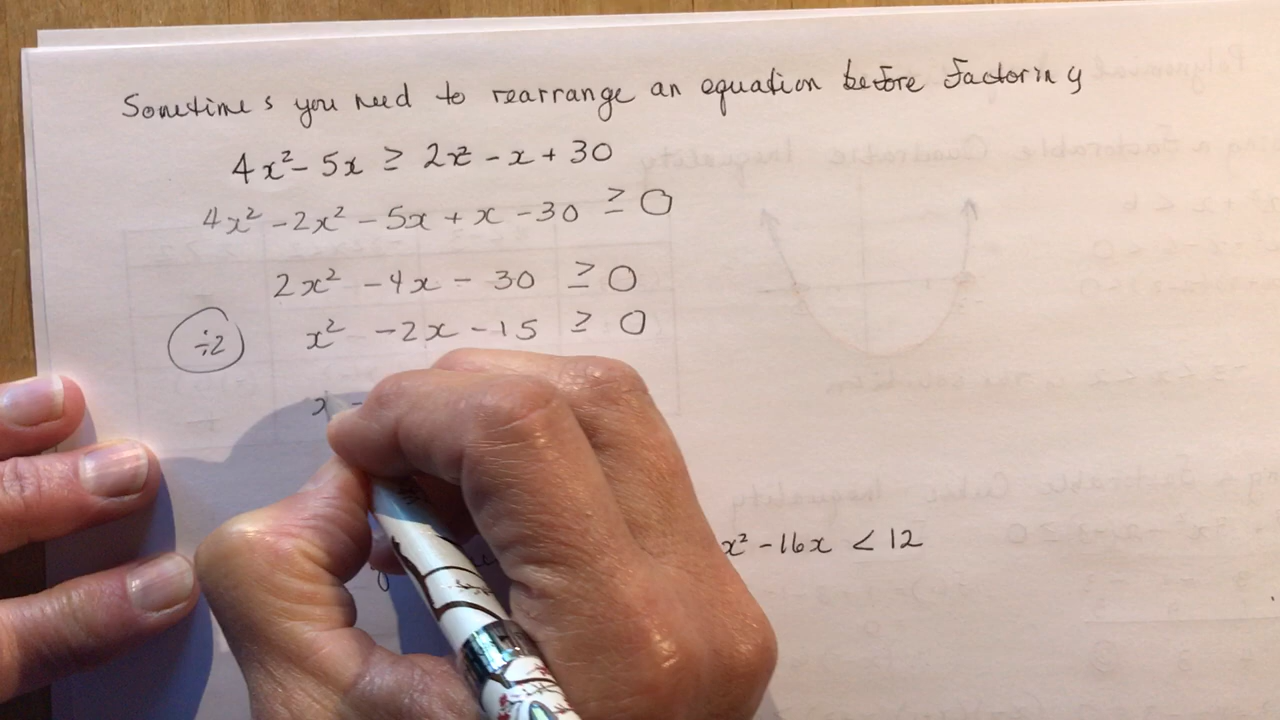 Sometimes you need to rearrange an equation before factoring
4x² - 5x ≥ 2x² - x + 30
4x² - 2x² - 5x + x - 30 ≥ 0
2x² - 4x - 30 ≥ 0
÷2 x² - 2x - 15 ≥ 0
x -
x² - 16x < 12